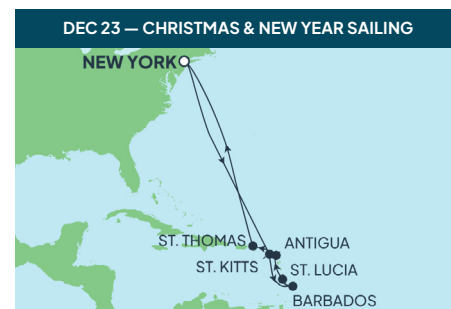 DEC 23 — CHRISTMAS & NEW YEAR SAILING
NEW YORK
ST. THOMAS
ANTIGUA
ST. KITTS
ST. LUCIA
BARBADOS